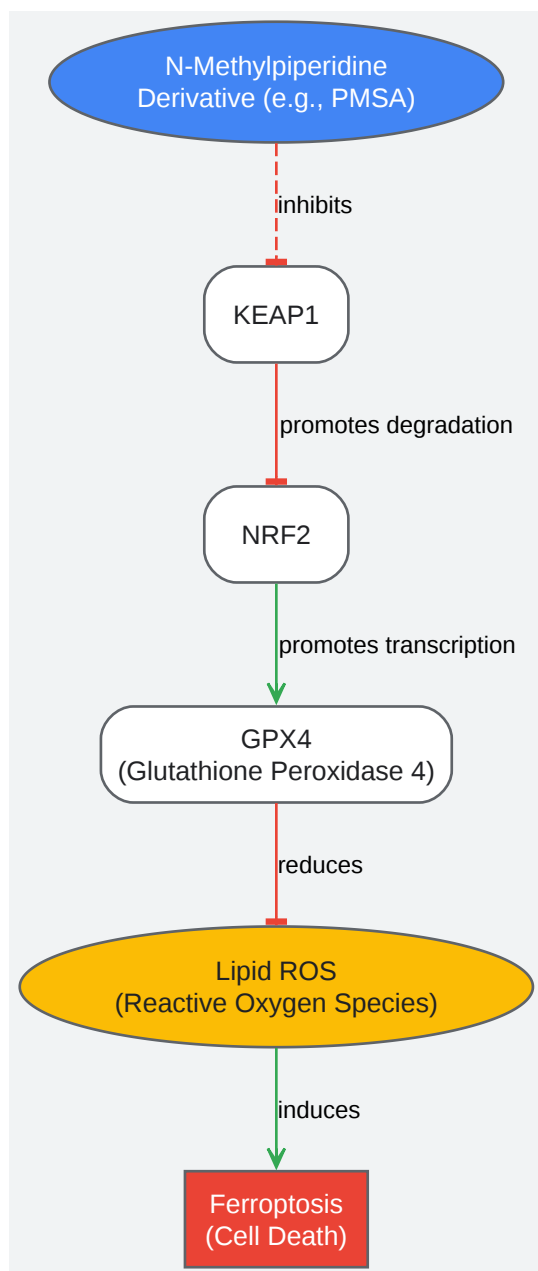 N-Methylpiperidine
Derivative (e.g., PMSA)
inhibits
KEAP1
promotes degradation
NRF2
promotes transcription
GPX4
(Glutathione Peroxidase 4)
reduces
Lipid ROS
(Reactive Oxygen Species)
induces
Ferroptosis
(Cell Death)